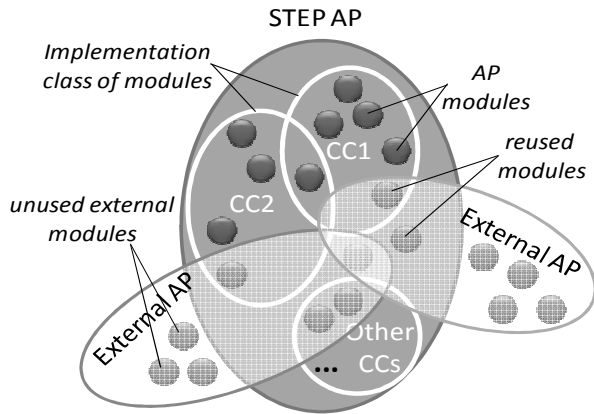 STEP AP
Implementation
class of modules
AP
modules
CC1
reused
modules
CC2
unused external
modules
External AP
External AP
Other
CCs
...